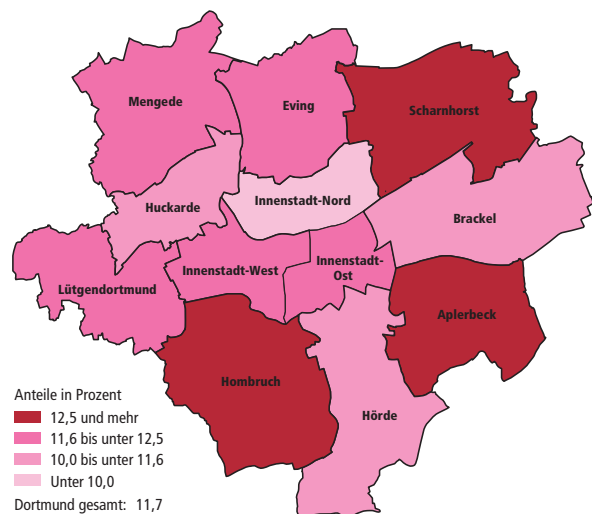 Mengede
Eving
Scharnhorst
Huckarde
Innenstadt-Nord
Brackel
Lütgendortmund
Innenstadt-West
Innenstadt-
Ost
Aplerbeck
Hombruch
Hörde
Anteile in Prozent
12,5 und mehr
11,6 bis unter 12,5
10,0 bis unter 11,6
Unter 10,0
Dortmund gesamt: 11,7